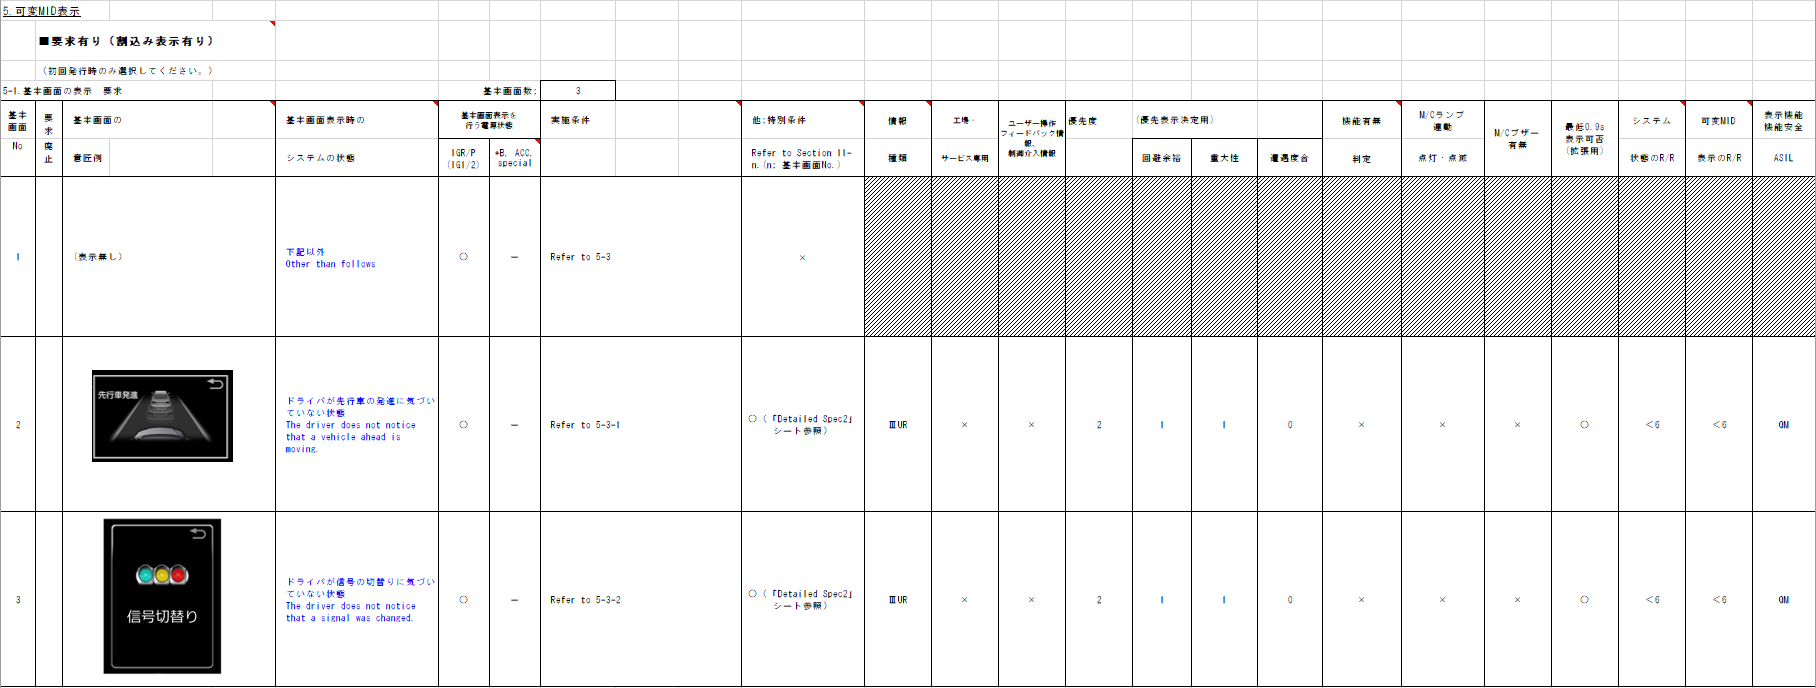 5.可変MID表示
■要求有り（割込み表示有り）
（初回発行時のみ選択してください。）
5-1.基本画面の表示　要求
基本画面数:
3
基本
画面
No
要
求
廃
止
基本画面の
意匠例
基本画面表示時の
システムの状態
基本画面表示を
行う電源状態
IGR/P
(IG1/2)
+B, ACC,
special
実施条件
他:特別条件
Refer to Section II-
n.(n: 基本画面No.)
情報
種類
工場・
サービス専用
ユーザー操作
フィードバック情
報、
制御介入情報
優先度
（優先表示決定用）
回避余裕
重大性
遭遇度合
機能有無
判定
M/Cランプ
連動
点灯・点滅
M/Cブザー
有無
最低0.9s
表示可否
(拡張用)
システム
状態のR/R
可変MID
表示のR/R
表示機能
機能安全
ASIL
1
（表示無し）
下記以外
Other than follows
○
－
Refer to 5-3
×
2
先行車発進
ドライバが先行車の発進に気づい
ていない状態
The driver does not notice
that a vehicle ahead is
moving.
○
－
Refer to 5-3-1
○（「Detailed Spec2」
シート参照）
ⅢUR
×
×
2
1
1
0
×
×
×
○
＜6
＜6
QM
3
信号切替り
ドライバが信号の切替りに気づい
ていない状態
The driver does not notice
that a signal was changed.
○
－
Refer to 5-3-2
○（「Detailed Spec2」
シート参照）
ⅢUR
×
×
2
1
1
0
×
×
×
○
＜6
＜6
QM